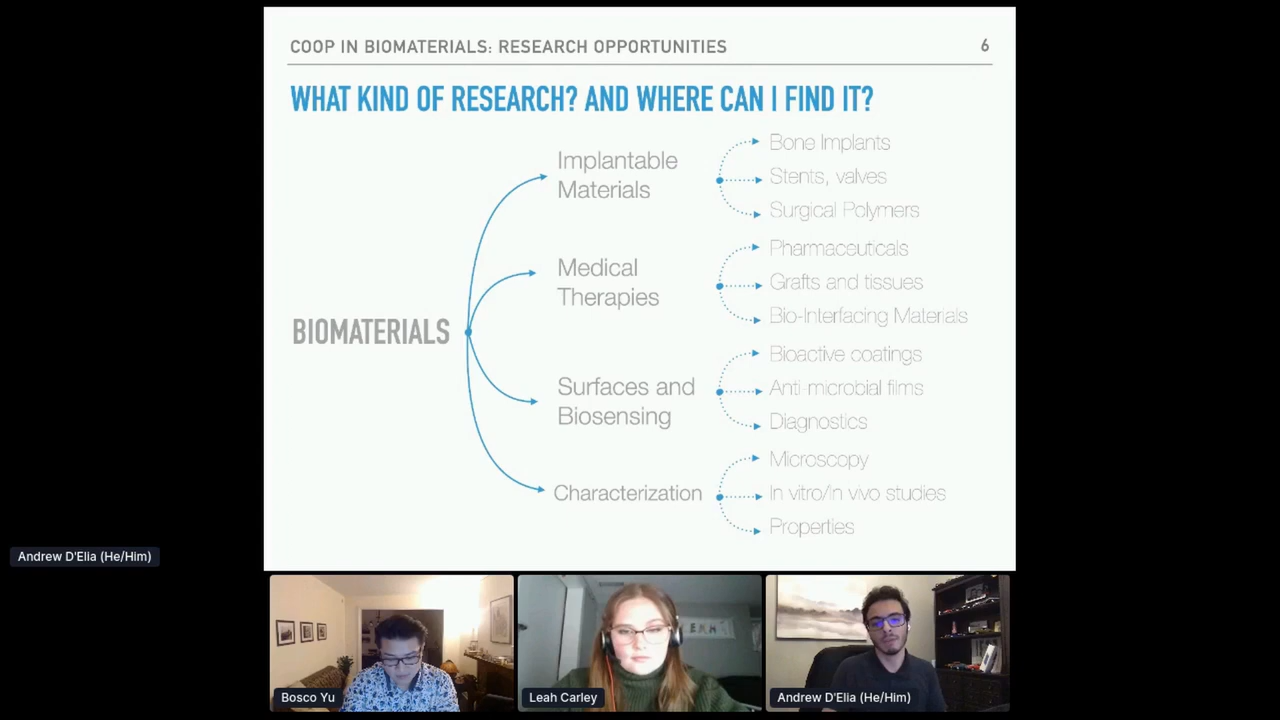 COOP IN BIOMATERIALS: RESEARCH OPPORTUNITIES
6
WHAT KIND OF RESEARCH? AND WHERE CAN I FIND IT?
BIOMATERIALS
Implantable
Materials
Bone Implants
Stents, valves
Surgical Polymers
Medical
Therapies
Pharmaceuticals
Grafts and tissues
Bio-Interfacing Materials
Surfaces and
Biosensing
Bioactive coatings
Anti-microbial films
Diagnostics
Characterization
Microscopy
In vitro/In vivo studies
Properties
Andrew D'Elia (He/Him)
Bosco Yu
Leah Carley
Andrew D'Elia (He/Him)